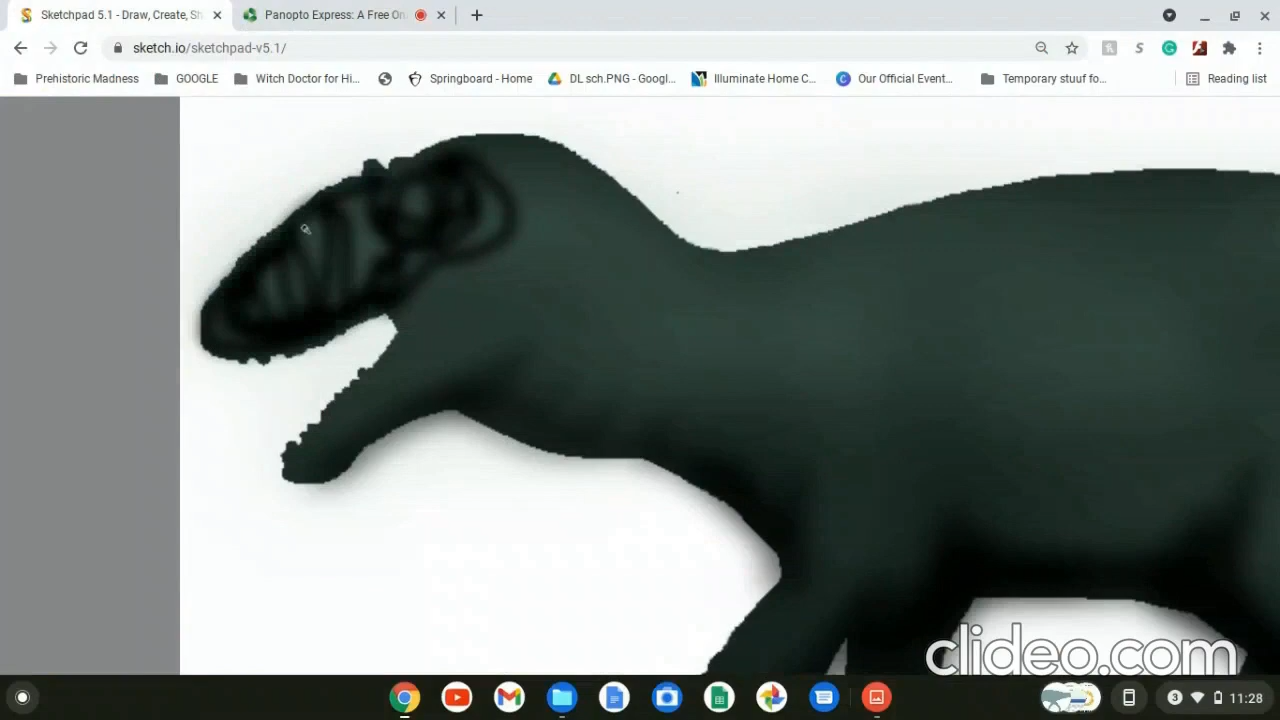 Sketchpad 5.1 - Draw, Create, Sh
Panopto Express: A Free On
sketch.io/sketchpad-v5.1/
Prehistoric Madness
GOOGLE
Witch Doctor for Hi...
Springboard - Home
DL sch.PNG - Googl...
Illuminate Home C...
Our Official Event...
Temporary stuuf fo...
Reading list
clideo.com
3
11:28